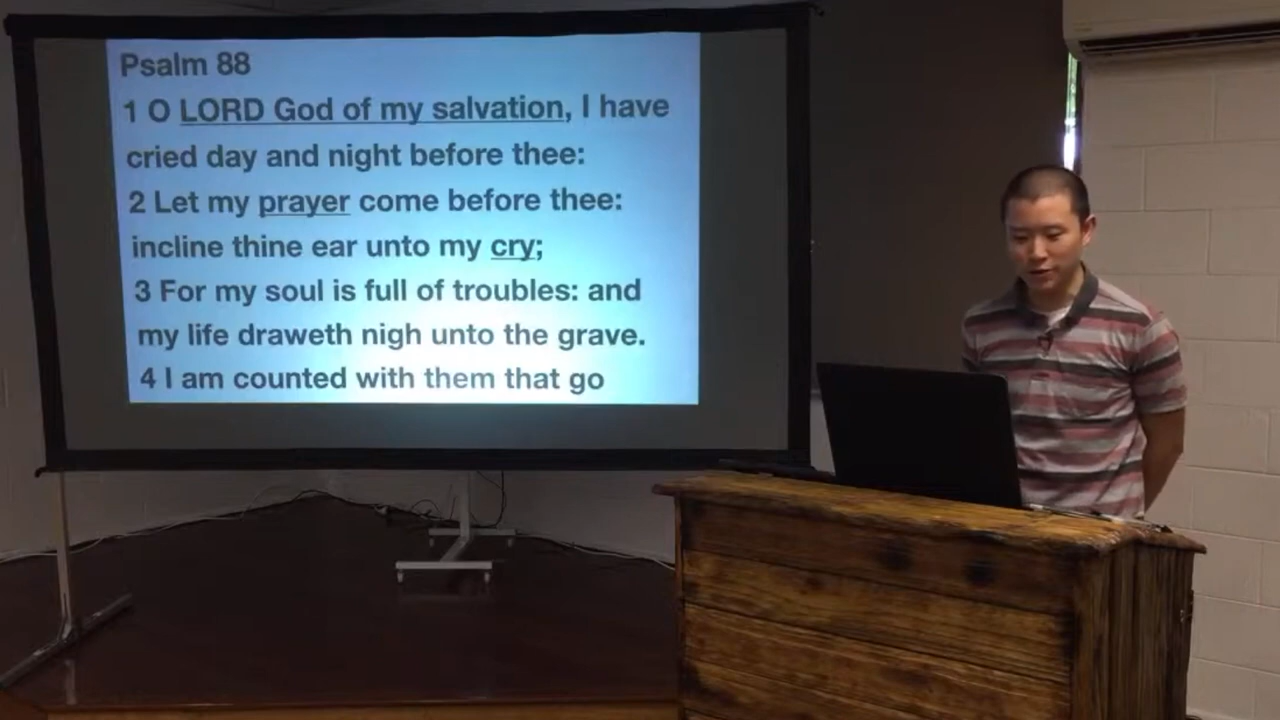 Psalm 88
1 O LORD God of my salvation, I have
cried day and night before thee:
2 Let my prayer come before thee:
incline thine ear unto my cry;
3 For my soul is full of troubles: and
my life draweth nigh unto the grave.
4 I am counted with them that go